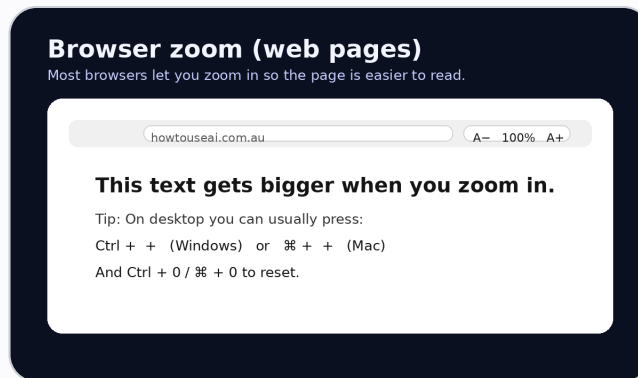 Browser zoom (web pages)
Most browsers let you zoom in so the page is easier to read.
howtouseai.com.au
A− 100% A+
This text gets bigger when you zoom in.
Tip: On desktop you can usually press:
Ctrl + + (Windows) or ⌘ + + (Mac)
And Ctrl + 0 / ⌘ + 0 to reset.